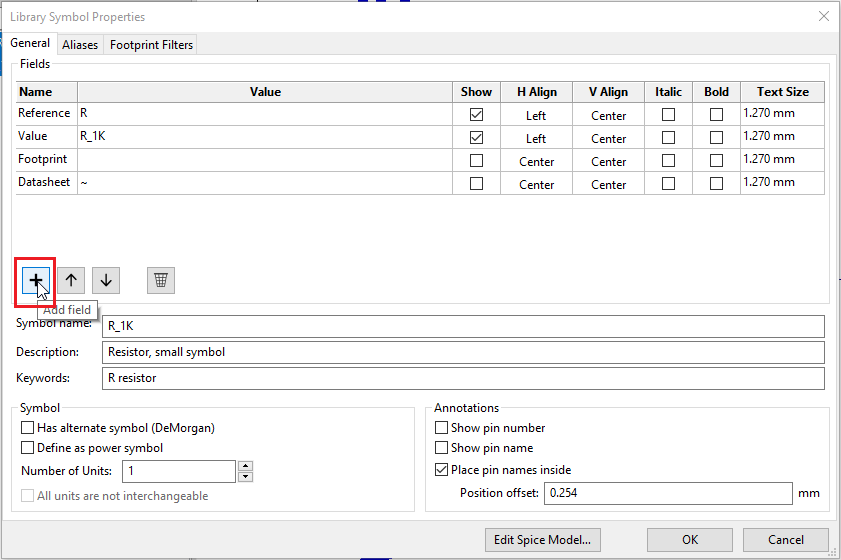 Library Symbol Properties
General Aliases Footprint Filters
Fields
Name Value Show H Align V Align Italic Bold Text Size
Reference R Left Center 1.270 mm
Value R_1K Left Center 1.270 mm
Footprint Center Center 1.270 mm
Datasheet ~ Center Center 1.270 mm
Add field
Symbol name: R_1K
Description: Resistor, small symbol
Keywords: R resistor
Symbol
Has alternate symbol (DeMorgan)
Define as power symbol
Number of Units: 1
All units are not interchangeable
Annotations
Show pin number
Show pin name
Place pin names inside
Position offset: 0.254 mm
Edit Spice Model... OK Cancel